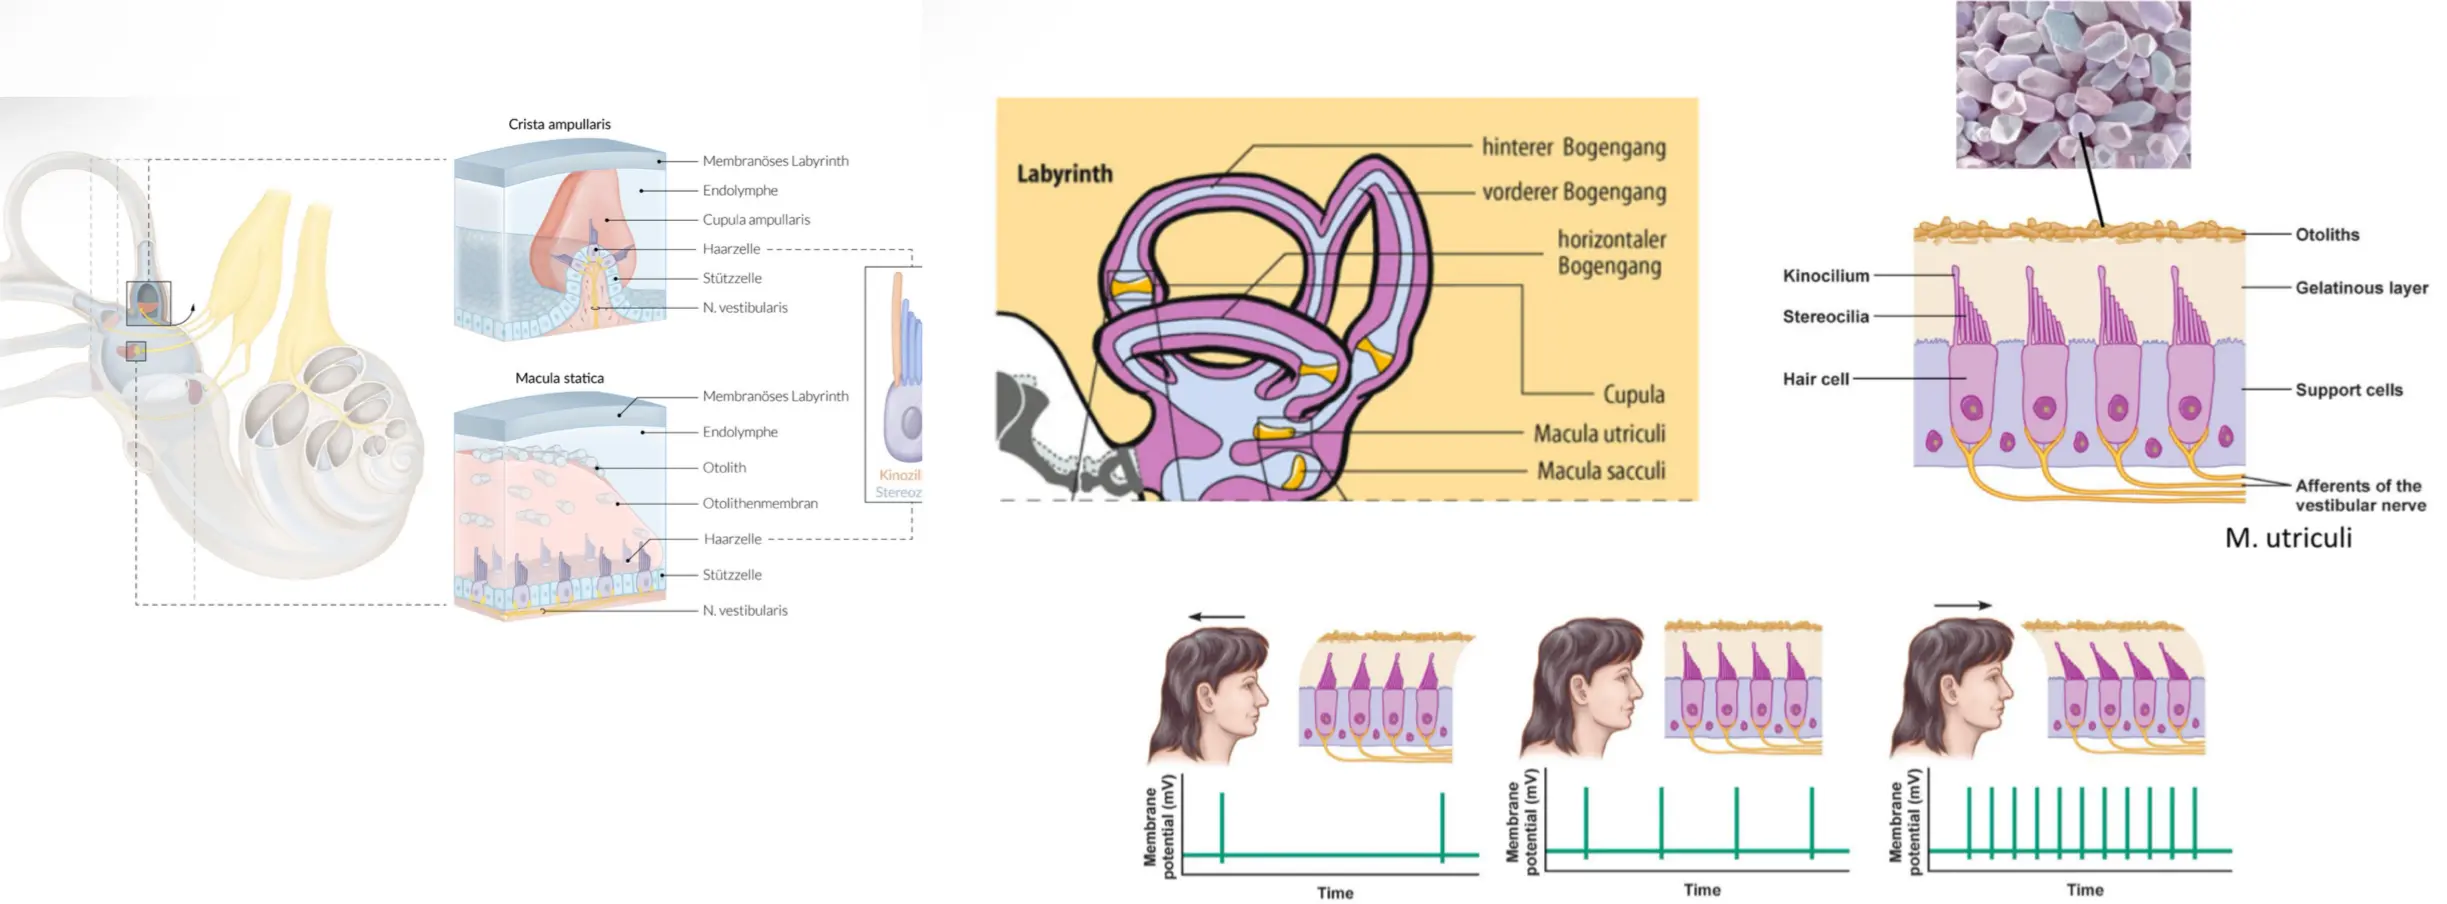 Crista ampullaris
Membranöses Labyrinth
Endolymphe
Cupula ampullaris
Haarzelle
Stützzelle
N. vestibularis
Macula statica
Membranöses Labyrinth
Endolymphe
Otolith
Otolithenmembran
Haarzelle
Stützzelle
N. vestibularis
Kinozil
Stereoz
Labyrinth
hinterer Bogengang
vorderer Bogengang
horizontaler
Bogengang
Cupula
Macula utriculi
Macula sacculi
Otoliths
Kinocilium
Gelatinous layer
Stereocilia
Hair cell
Support cells
Afferents of the
vestibular nerve
M. utriculi
Membrane
potential (mV)
Time
Membrane
potential (mV)
Time
Membrane
potential (mV)
Time